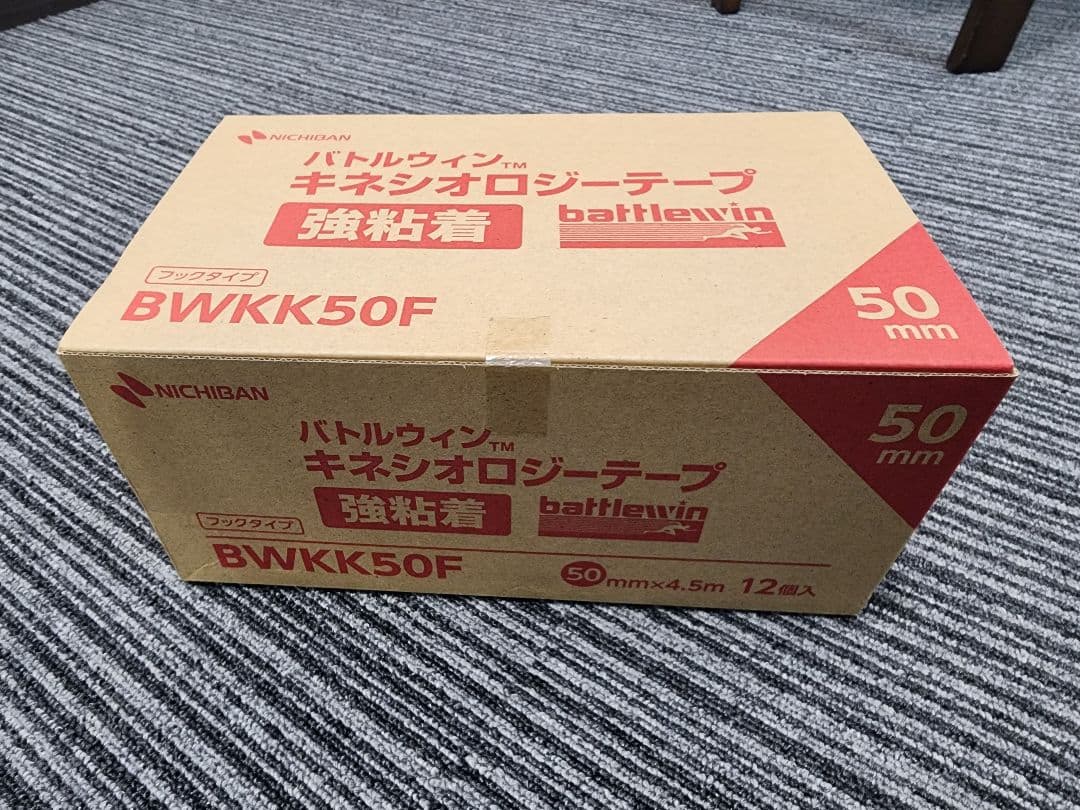 NICHIBAN
バトルウィン™
キネシオロジーテープ
強粘着
battlewin
フックタイプ
BWKK50F
50
mm
NICHIBAN
バトルウィン™
キネシオロジーテープ
強粘着
battlewin
フックタイプ
BWKK50F
50mm×4.5m 12個入
50
mm